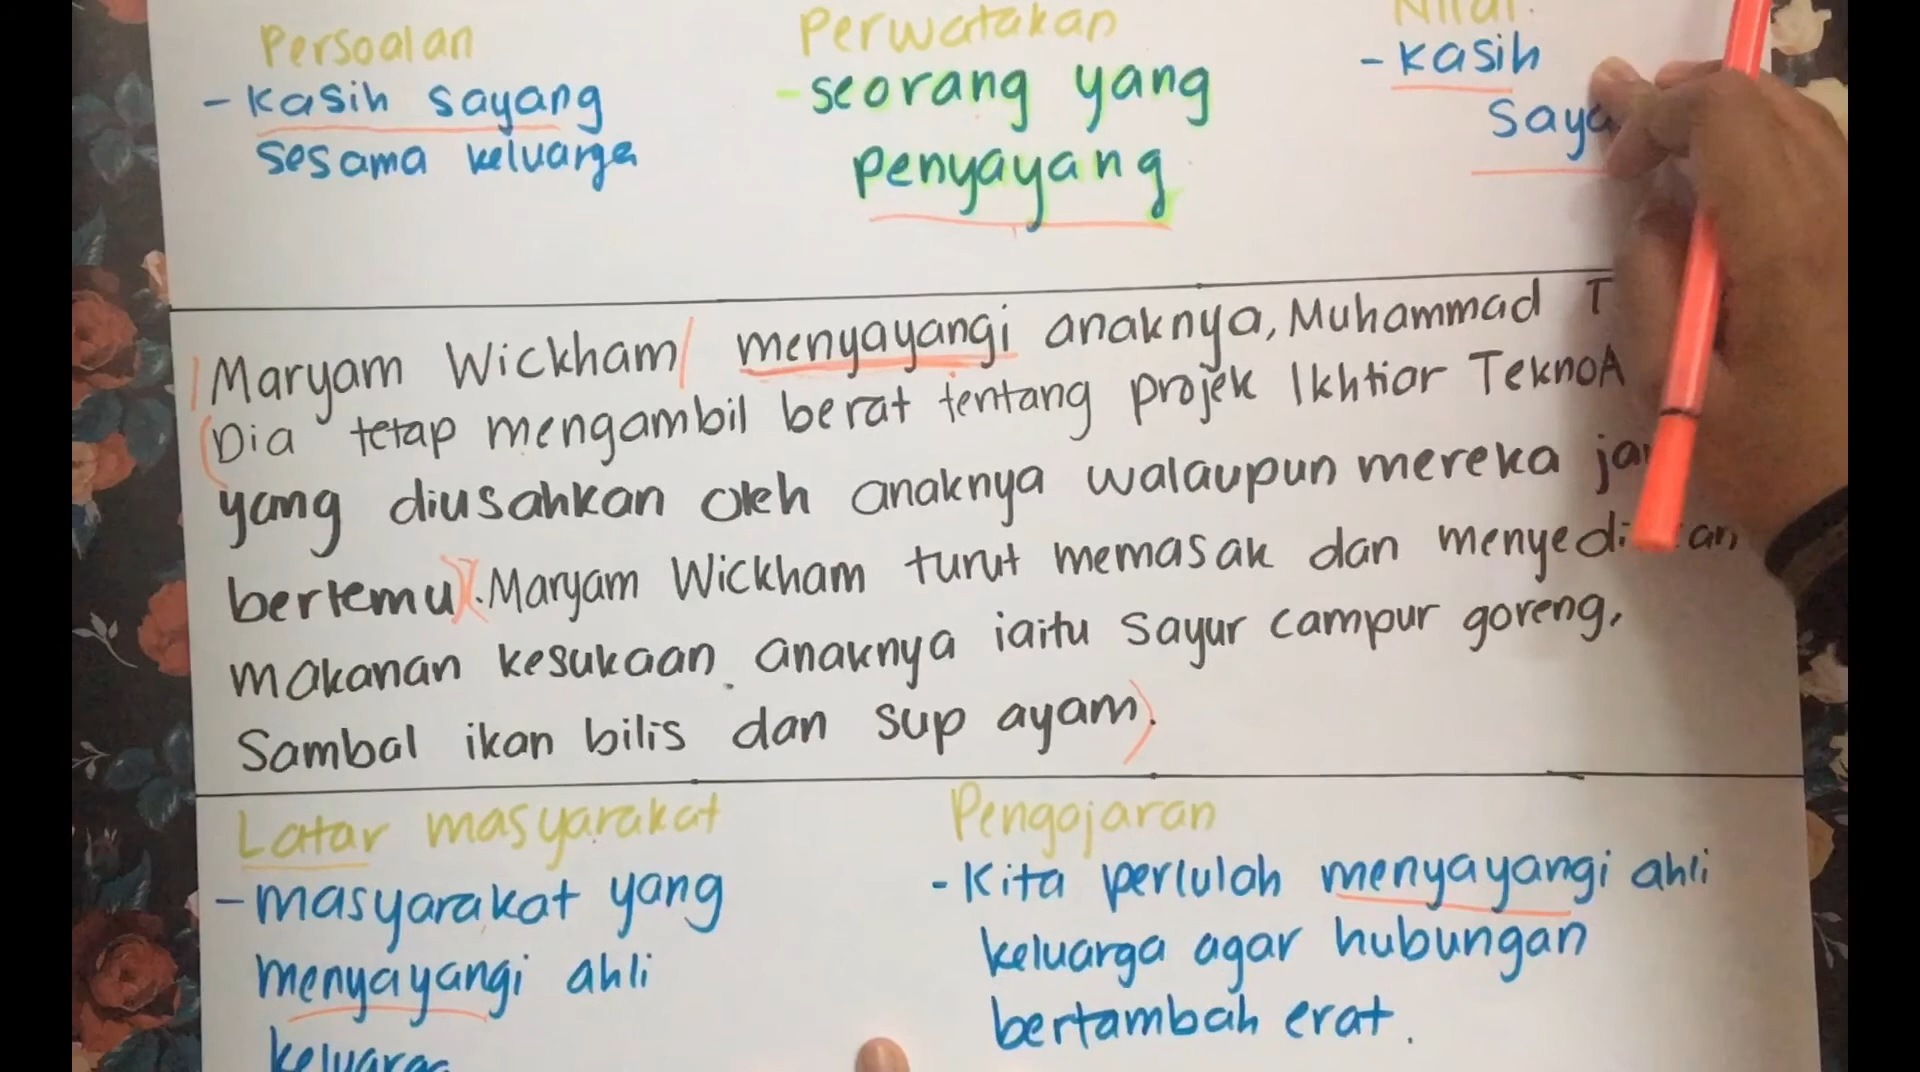 Persoalan
- kasih sayang
sesama keluarga
Perwatakan
- seorang yang
penyayang
Nilai
- kasih
Maryam Wickham menyayangi anaknya, Muhammad
Dia tetap mengambil berat tentang projek Ikhtiar
yang diusahkan oleh anaknya walaupun mereka
bertemu. Maryam Wickham turut memasak dan
makanan kesukaan anaknya iaitu sayur campur goreng,
Sambal ikan bilis dan sup ayam.
Latar masyarakat
- masyarakat yang
menyayangi ahli
keluarga
Pengajaran
- Kita perlulah menyayangi ahli
keluarga agar hubungan
bertambah erat.